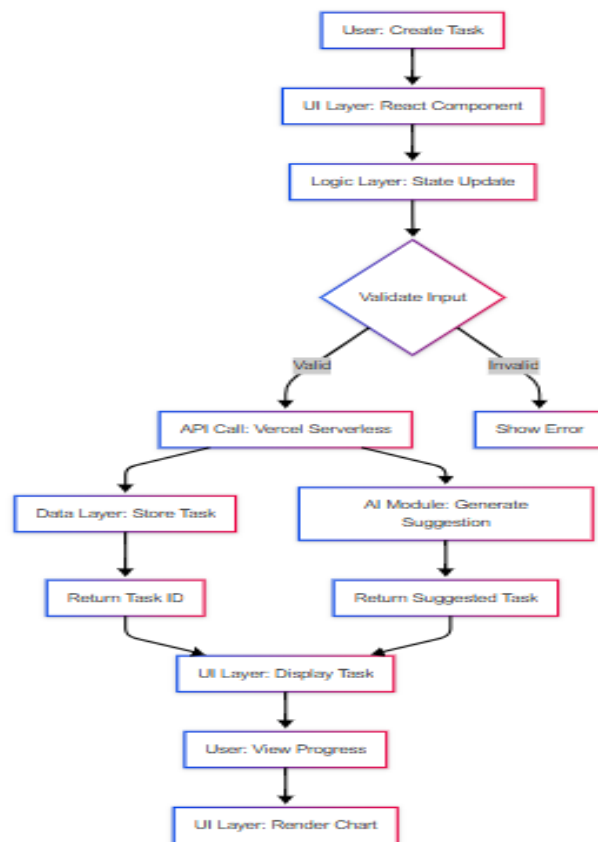 User: Create Task
UI Layer: React Component
Logic Layer: State Update
Validate Input
Valid
Invalid
API Call: Vercel Serverless
Show Error
Data Layer: Store Task
AI Module: Generate
Suggestion
Return Task ID
Return Suggested Task
UI Layer: Display Task
User: View Progress
UI Layer: Render Chart